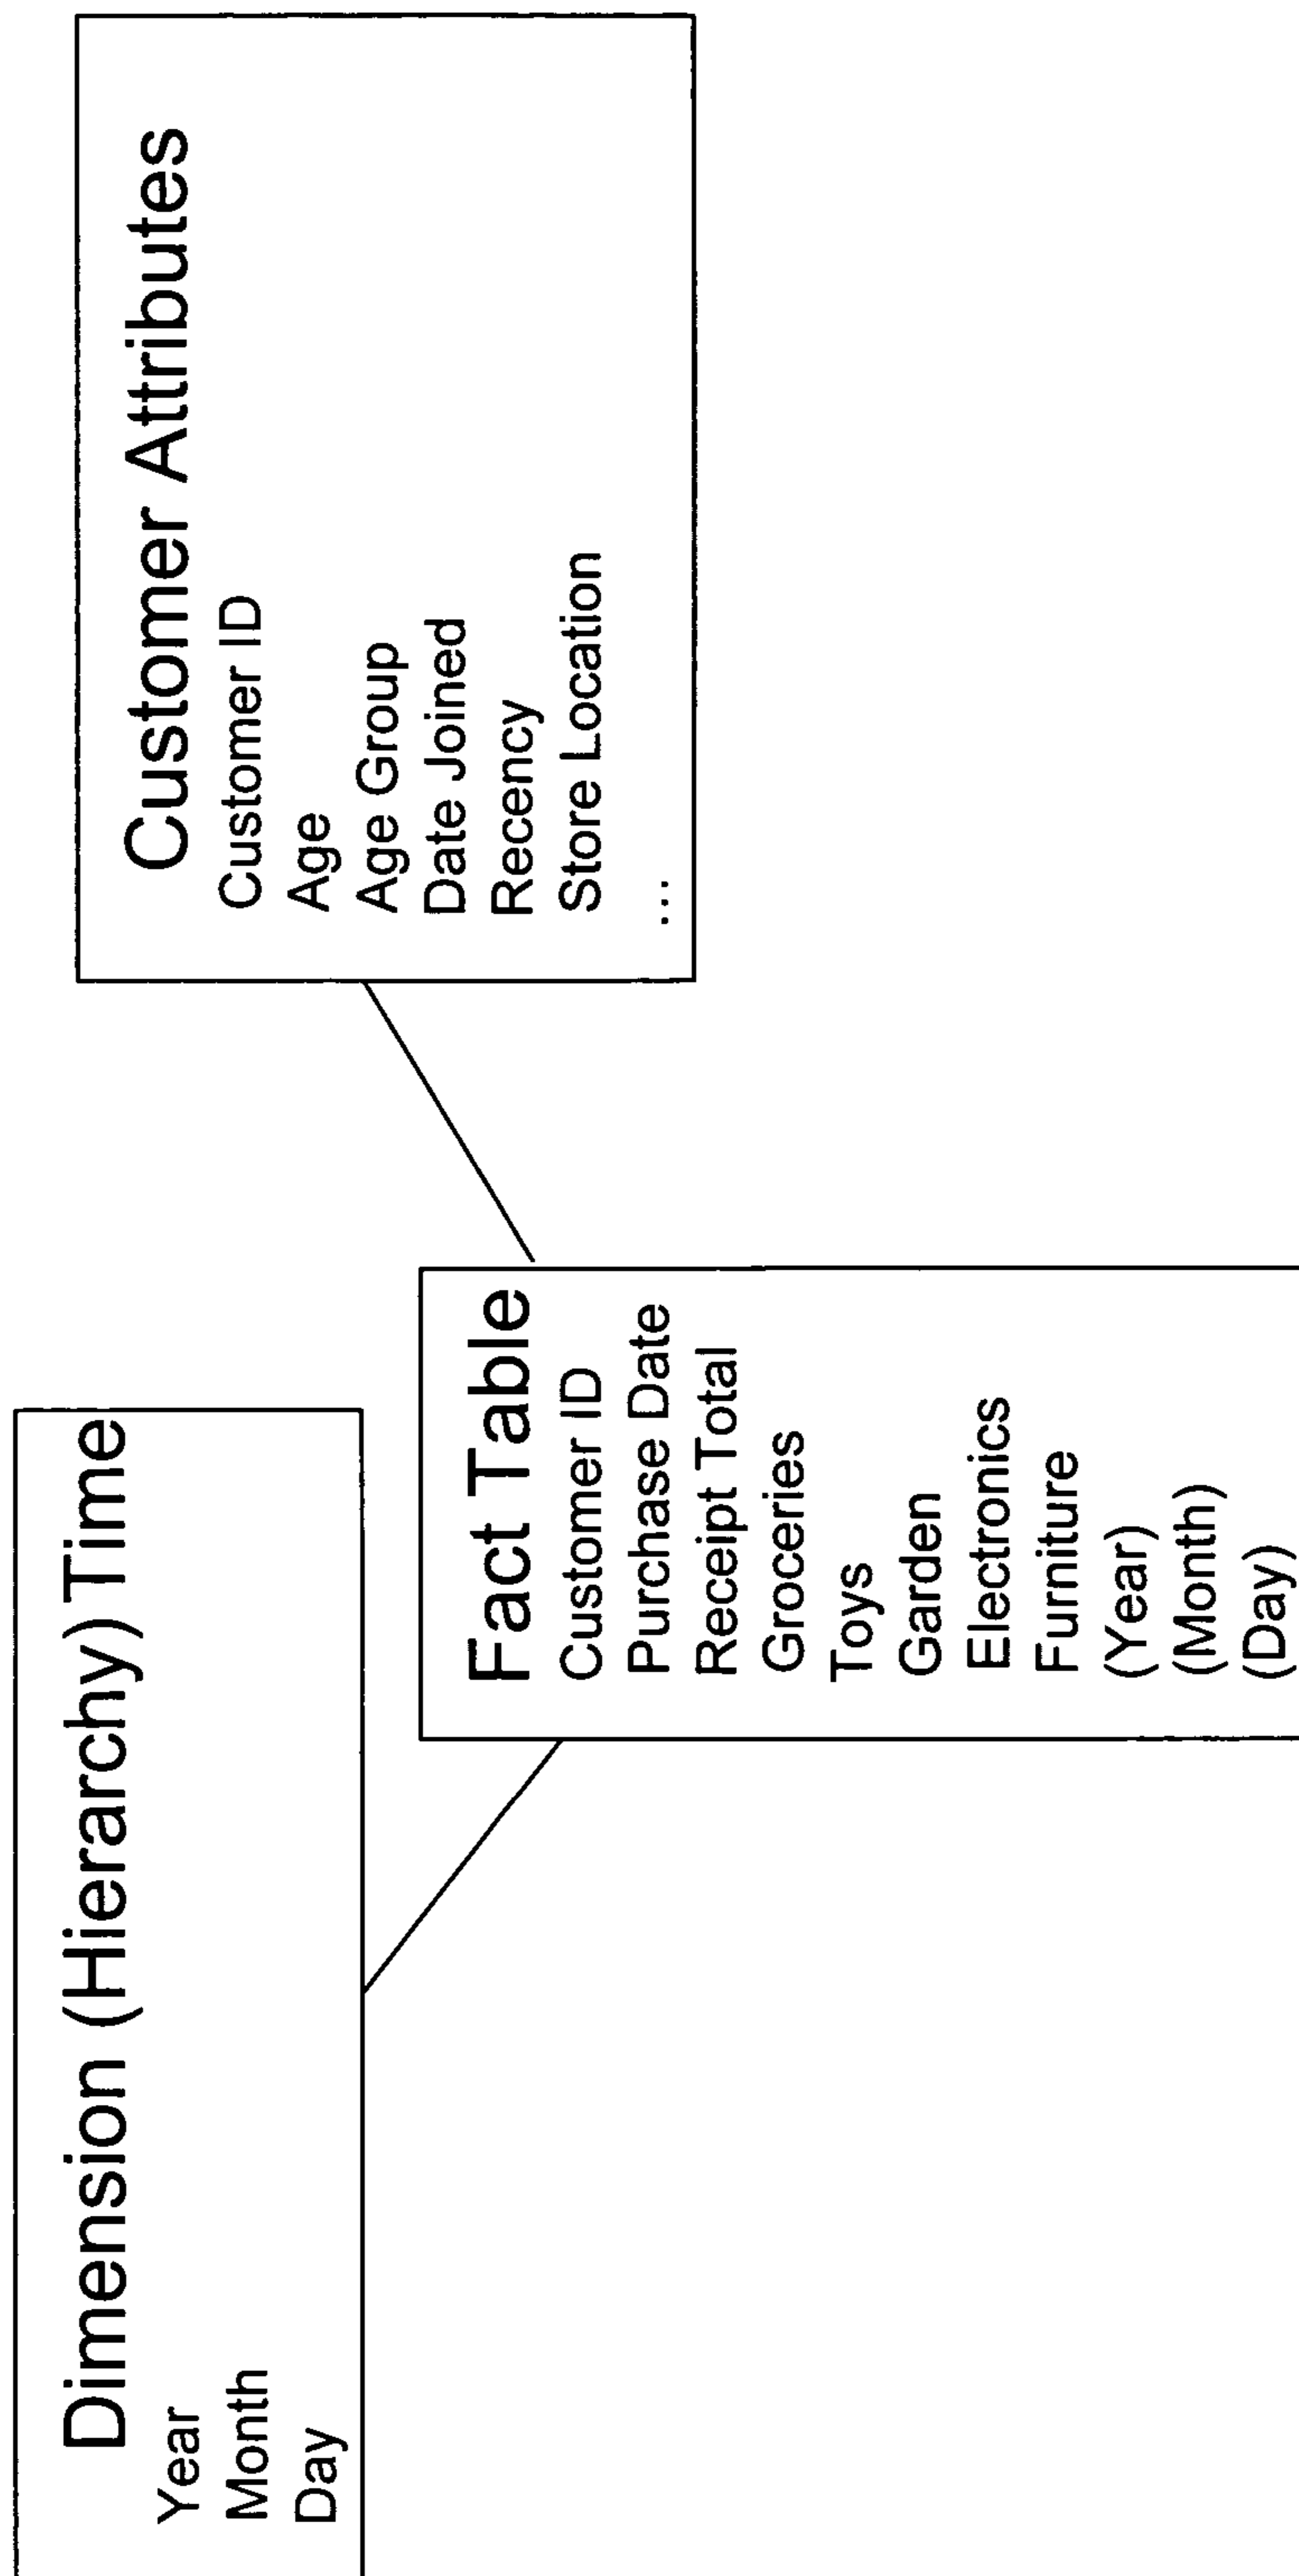 Dimension (Hierarchy) Time
Year
Month
Day
Customer Attributes
Customer ID
Age
Age Group
Date Joined
Recency
Store Location
...
Fact Table
Customer ID
Purchase Date
Receipt Total
Groceries
Toys
Garden
Electronics
Furniture
(Year)
(Month)
(Day)